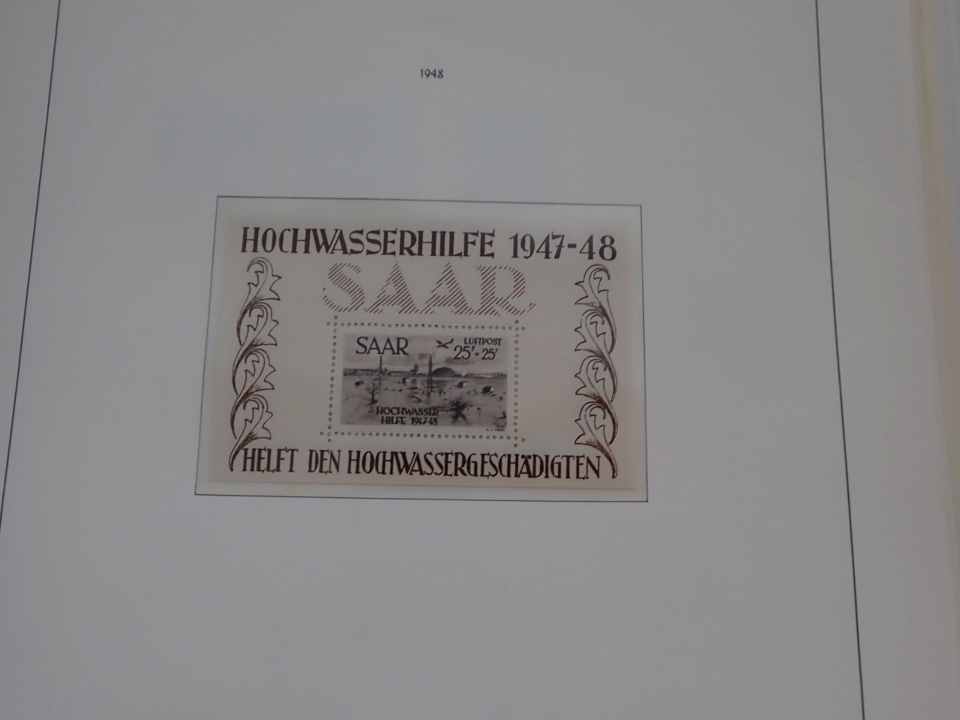 1948
HOCHWASSERHILFE 1947-48
SAAR
SAAR
LUFTPOST
25F+25F
HOCHWASSER
HILFE 1947-48
HELFT DEN HOCHWASSERGESCHÄDIGTEN